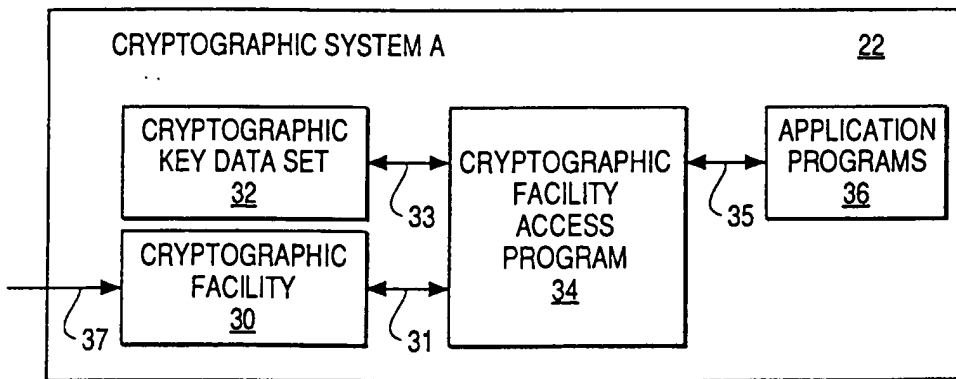 CRYPTOGRAPHIC SYSTEM A
22
CRYPTOGRAPHIC
KEY DATA SET
32
33
CRYPTOGRAPHIC
FACILITY
ACCESS
PROGRAM
34
35
APPLICATION
PROGRAMS
36
CRYPTOGRAPHIC
FACILITY
30
31
37